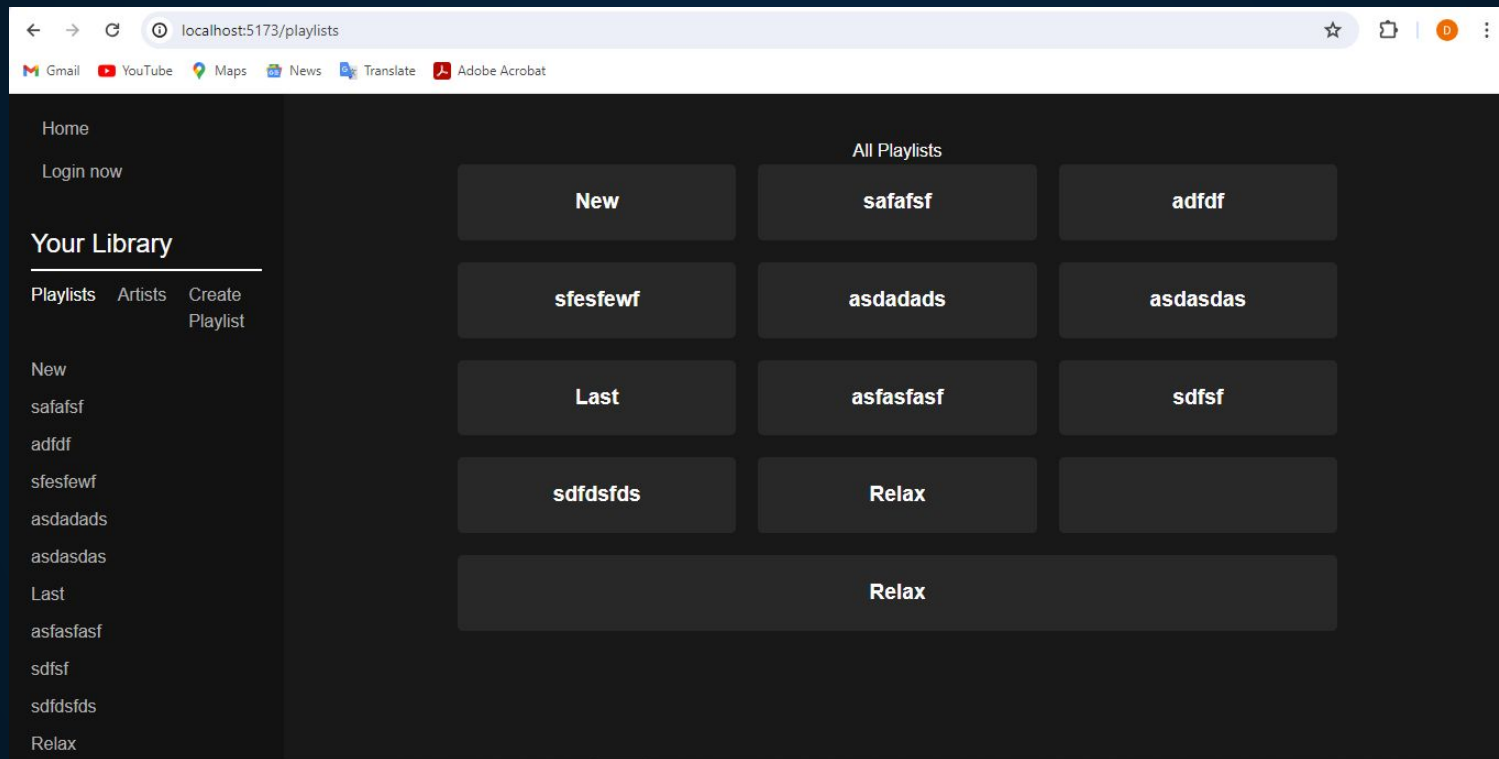 localhost:5173/playlists
D
Gmail YouTube Maps News Translate Adobe Acrobat
Home
Login now
Your Library
Playlists Artists Create
Playlist
New
safafsf
adfdf
sfesfewf
asdadads
asdasdas
Last
asfasfasf
sdfsf
sdfdsfds
Relax
All Playlists
New safafsf adfdf
sfesfewf asdadads asdasdas
Last asfasfasf sdfsf
sdfdsfds Relax
Relax